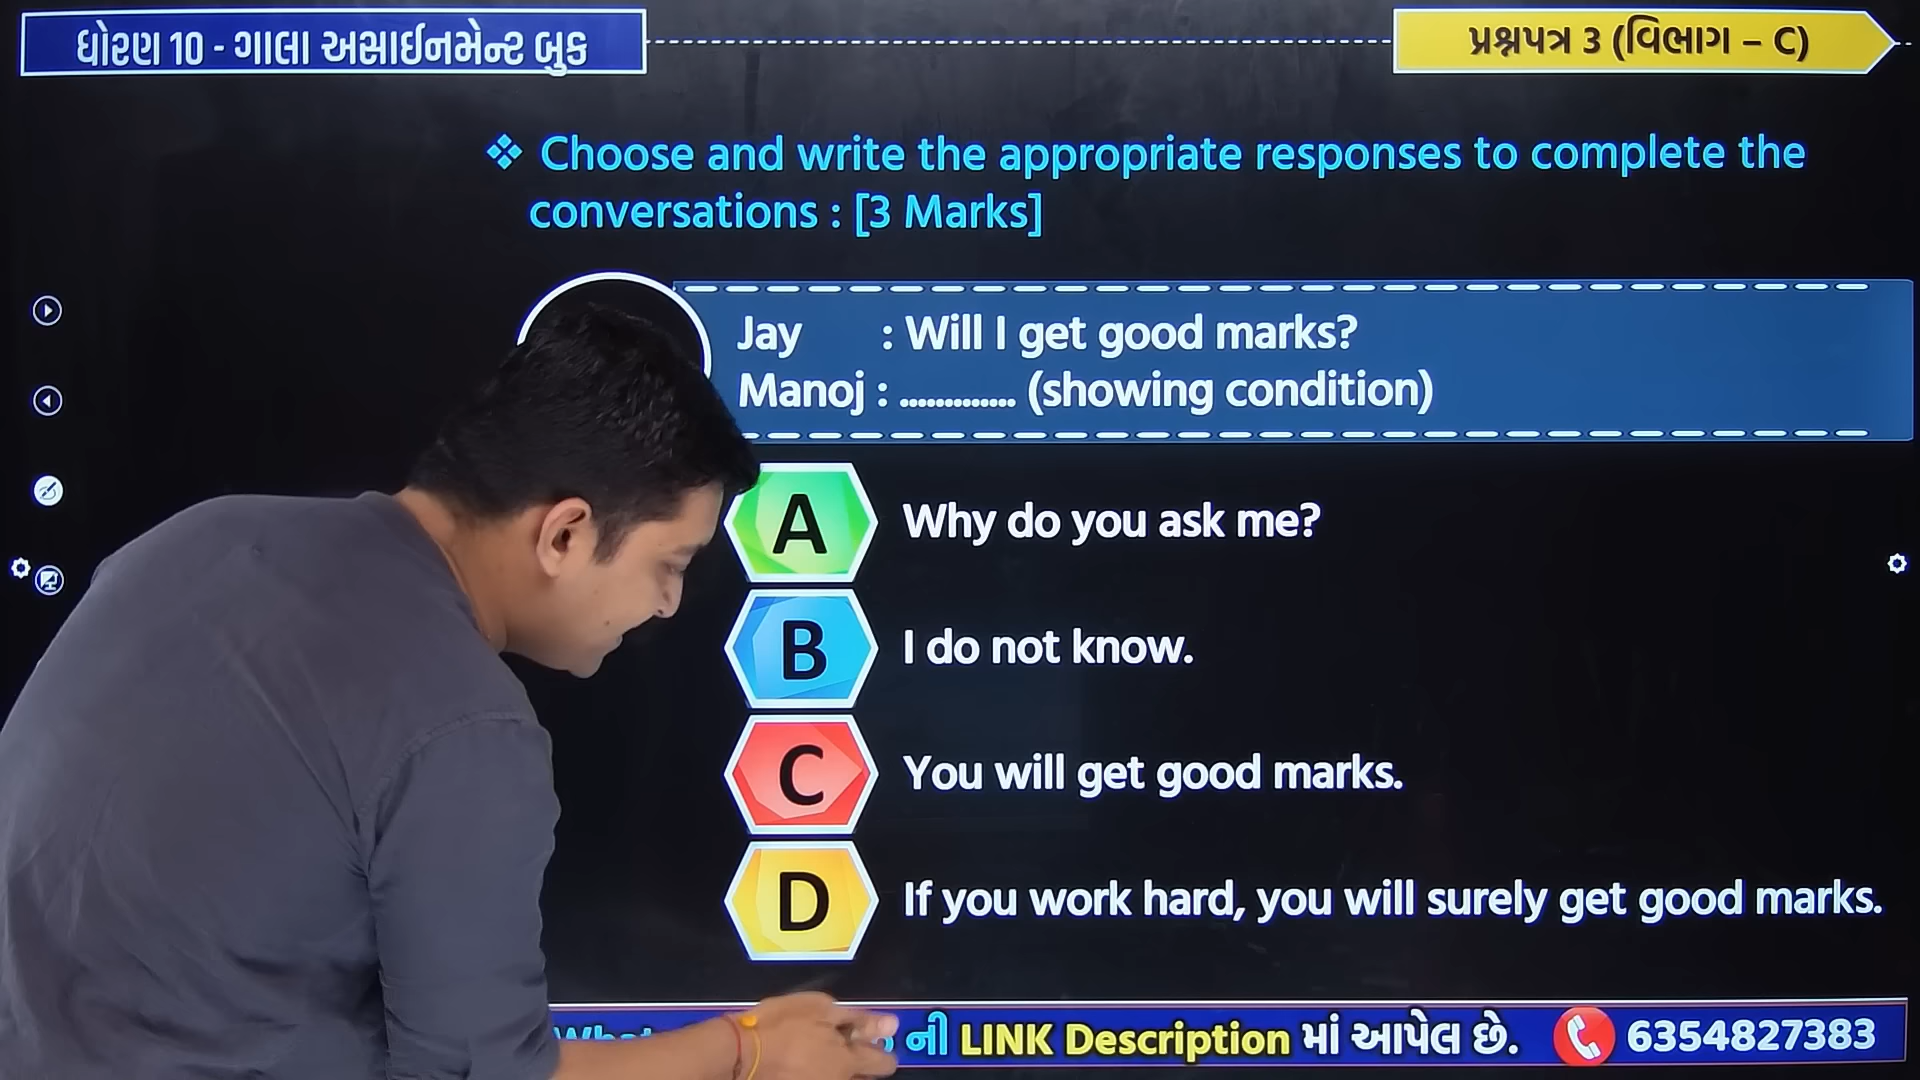 ધોરણ 10 - ગાલા અસાઈનમેન્ટ બુક
પ્રશ્નપત્ર 3 (વિભાગ – C)
❖ Choose and write the appropriate responses to complete the
conversations : [3 Marks]
Jay : Will I get good marks?
Manoj : ............. (showing condition)
A Why do you ask me?
B I do not know.
C You will get good marks.
D If you work hard, you will surely get good marks.
ની LINK Description માં આપેલ છે. 6354827383